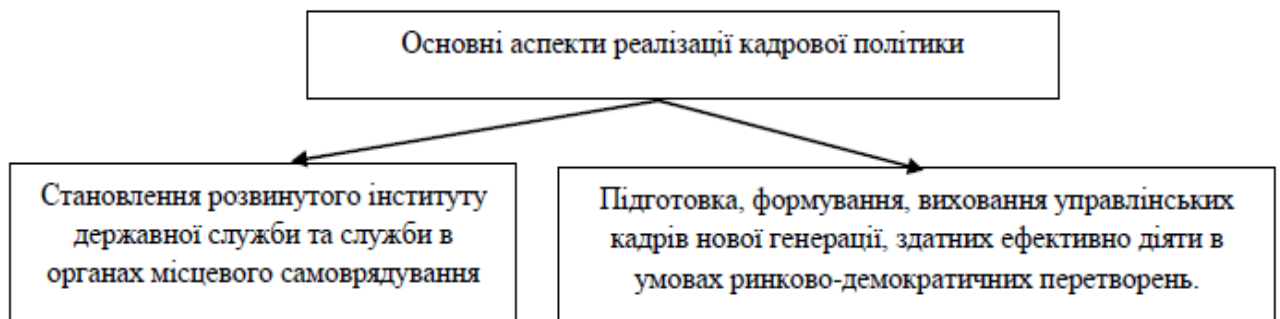 Основні аспекти реалізації кадрової політики
Становлення розвинутого інституту
державної служби та служби в
органах місцевого самоврядування
Підготовка, формування, виховання управлінських
кадрів нової генерації, здатних ефективно діяти в
умовах ринково-демократичних перетворень.